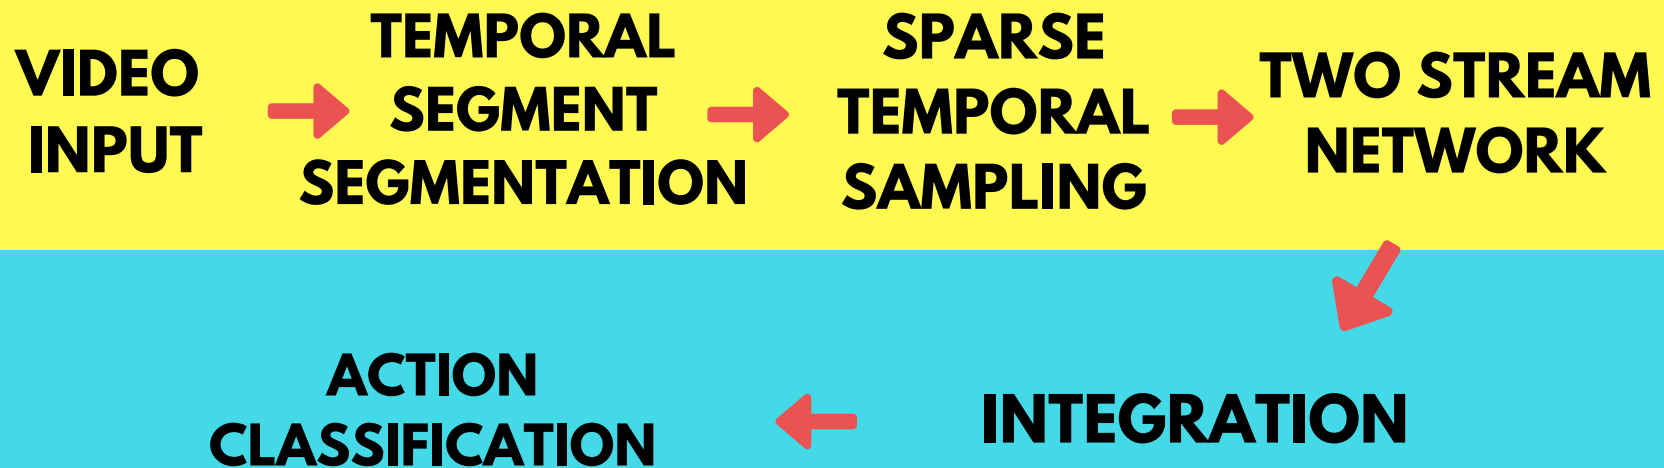 VIDEO
INPUT
TEMPORAL
SEGMENT
SEGMENTATION
SPARSE
TEMPORAL
SAMPLING
TWO STREAM
NETWORK
INTEGRATION
ACTION
CLASSIFICATION